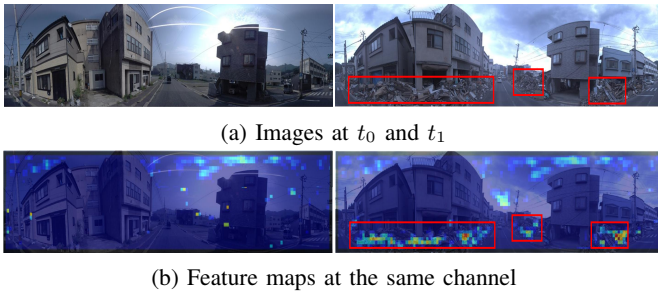 (a) Images at t₀ and t₁
(b) Feature maps at the same channel